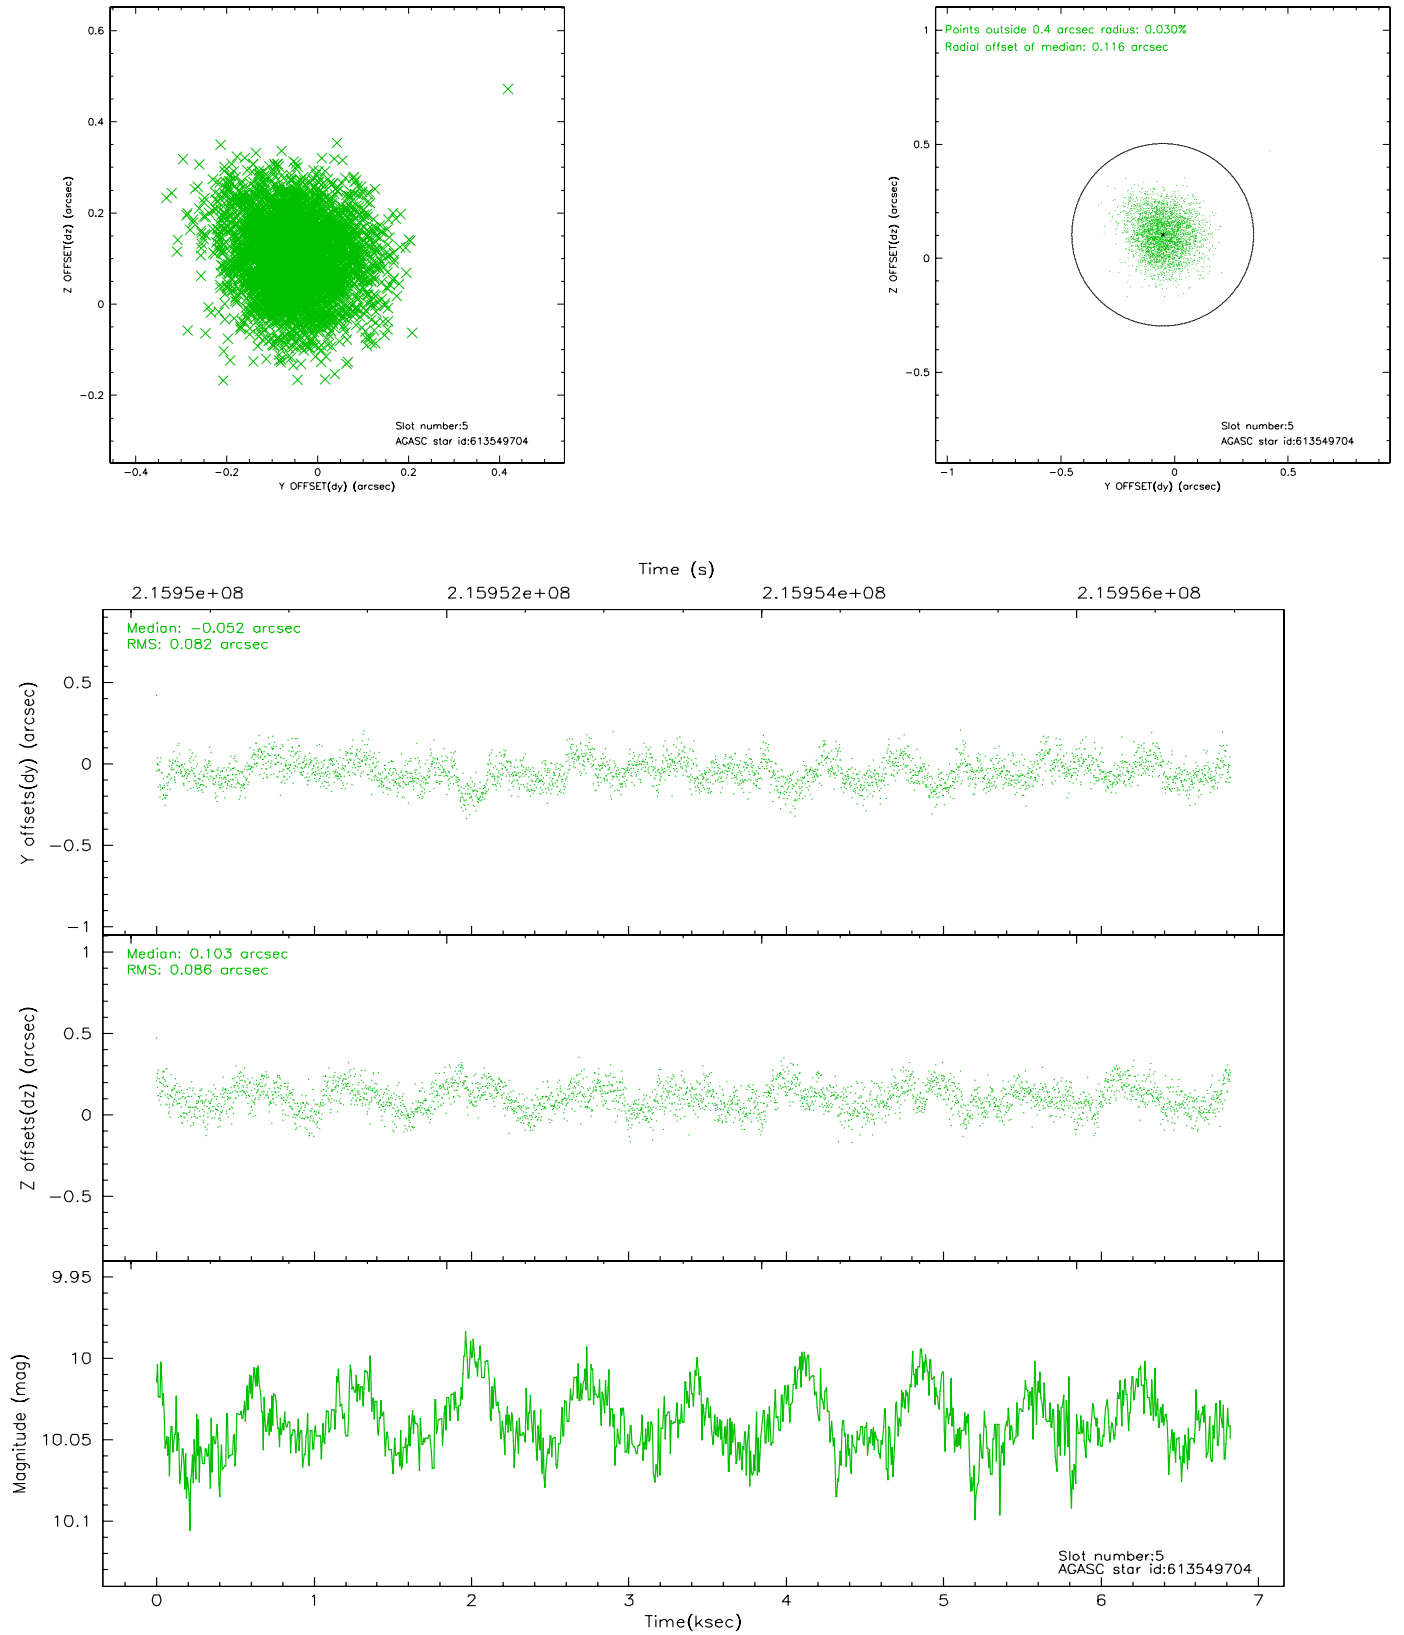 0.6
0.4
0.2
0
−0.2
Z OFFSET(dz) (arcsec)
−0.4 −0.2 0 0.2 0.4
Y OFFSET(dy) (arcsec)
Slot number:5
AGASC star id:613549704
Points outside 0.4 arcsec radius: 0.030%
Radial offset of median: 0.116 arcsec
1
0.5
0
−0.5
Z OFFSET(dz) (arcsec)
−1 −0.5 0 0.5
Y OFFSET(dy) (arcsec)
Slot number:5
AGASC star id:613549704
Time (s)
2.1595e+08 2.15952e+08 2.15954e+08 2.15956e+08
Median: −0.052 arcsec
RMS: 0.082 arcsec
0.5
0
−0.5
−1
Y offsets(dy) (arcsec)
Median: 0.103 arcsec
RMS: 0.086 arcsec
1
0.5
0
−0.5
Z offsets(dz) (arcsec)
9.95
10
10.05
10.1
Magnitude (mag)
Slot number:5
AGASC star id:613549704
0 1 2 3 4 5 6 7
Time(ksec)